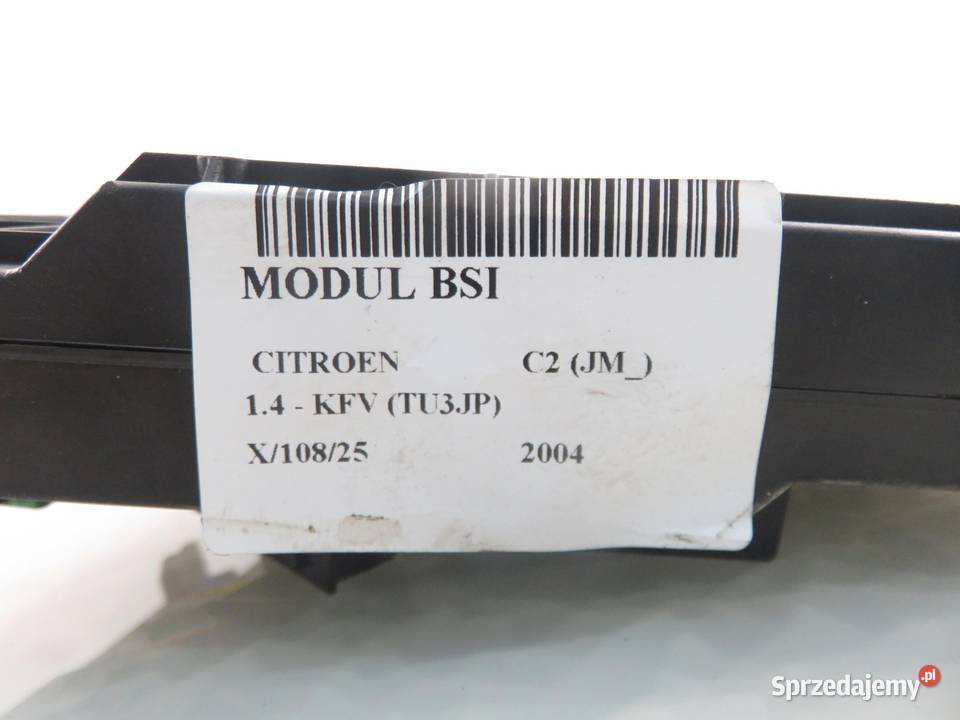 MODUL BSI
CITROEN C2 (JM_)
1.4 - KFV (TU3JP)
X/108/25 2004
Sprzedajemy.pl